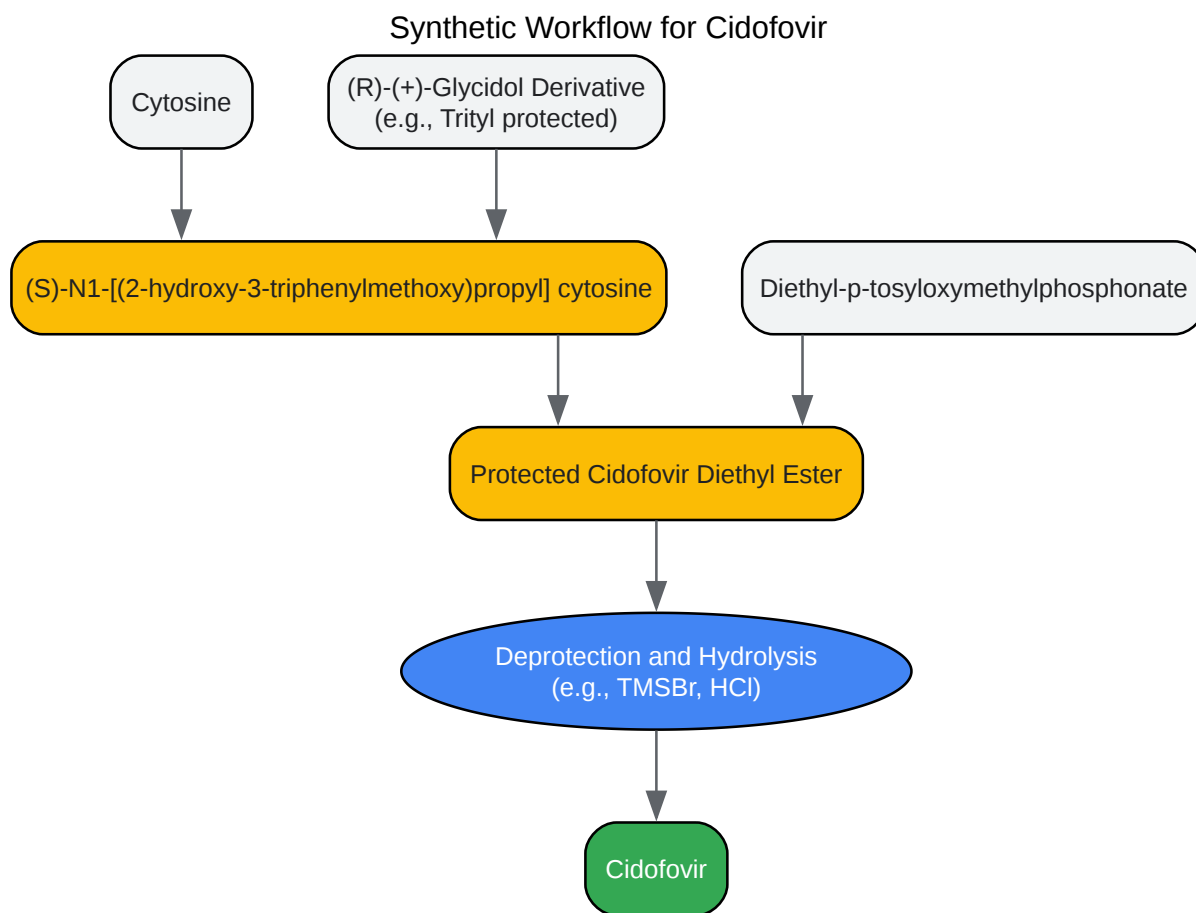 Synthetic Workflow for Cidofovir
Cytosine
(R)-(+)-Glycidol Derivative
(e.g., Trityl protected)
(S)-N1-[(2-hydroxy-3-triphenylmethoxy)propyl] cytosine
Diethyl-p-tosyloxymethylphosphonate
Protected Cidofovir Diethyl Ester
Deprotection and Hydrolysis
(e.g., TMSBr, HCl)
Cidofovir